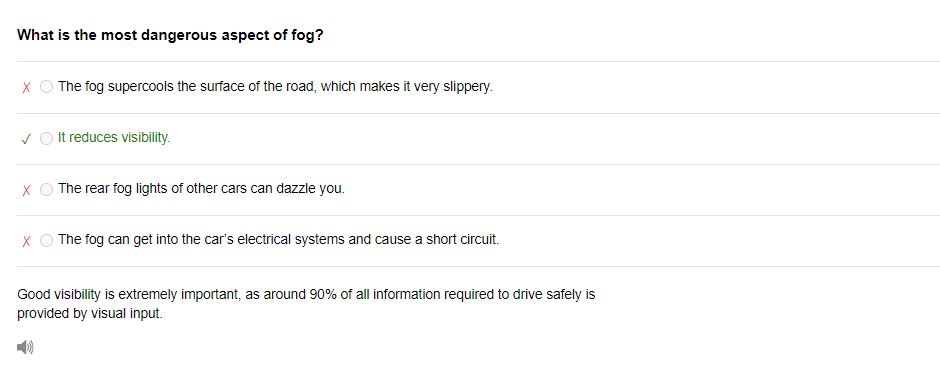 What is the most dangerous aspect of fog?
X The fog supercools the surface of the road, which makes it very slippery.
✓ It reduces visibility.
X The rear fog lights of other cars can dazzle you.
X The fog can get into the car's electrical systems and cause a short circuit.
Good visibility is extremely important, as around 90% of all information required to drive safely is
provided by visual input.